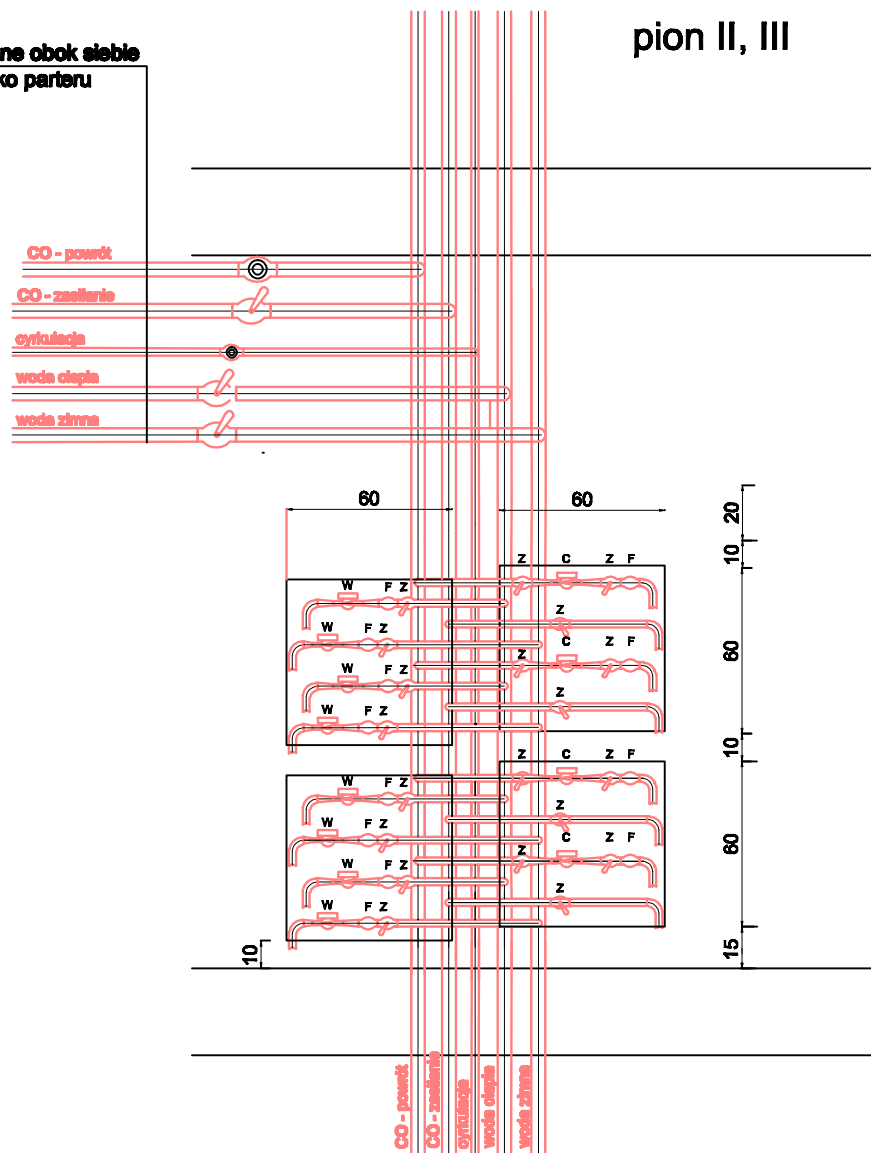 pion II, III
ne obok siebie
ko parteru
CO - powrót
CO - zasilanie
cyrkulacja
woda ciepła
woda zimna
60
60
20
10
60
10
60
15
10
Z C Z F
W F Z
Z
W F Z
C Z F
Z
W F Z
Z
W F Z
Z C Z F
W F Z
Z
W F Z
C Z F
Z
W F Z
Z
W F Z
CO - powrót
CO - zasilanie
cyrkulacja
woda ciepła
woda zimna